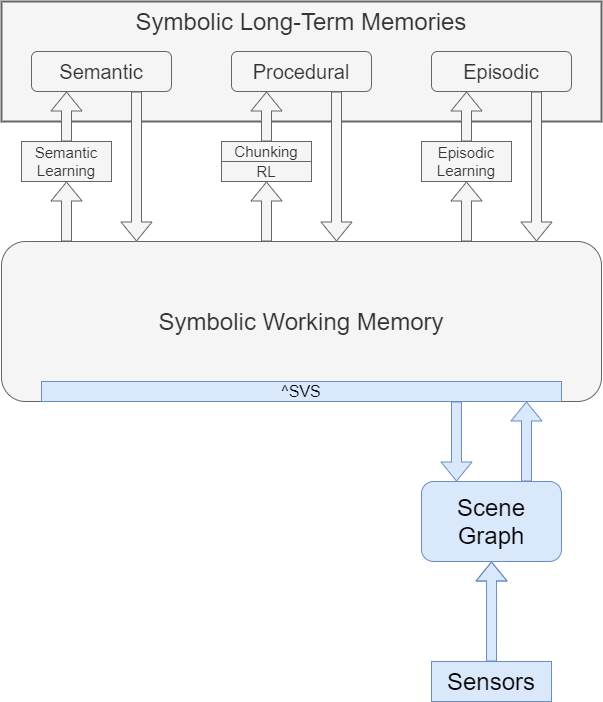 Symbolic Long-Term Memories
Semantic
Procedural
Episodic
Semantic
Learning
Chunking
RL
Episodic
Learning
Symbolic Working Memory
^SVS
Scene
Graph
Sensors